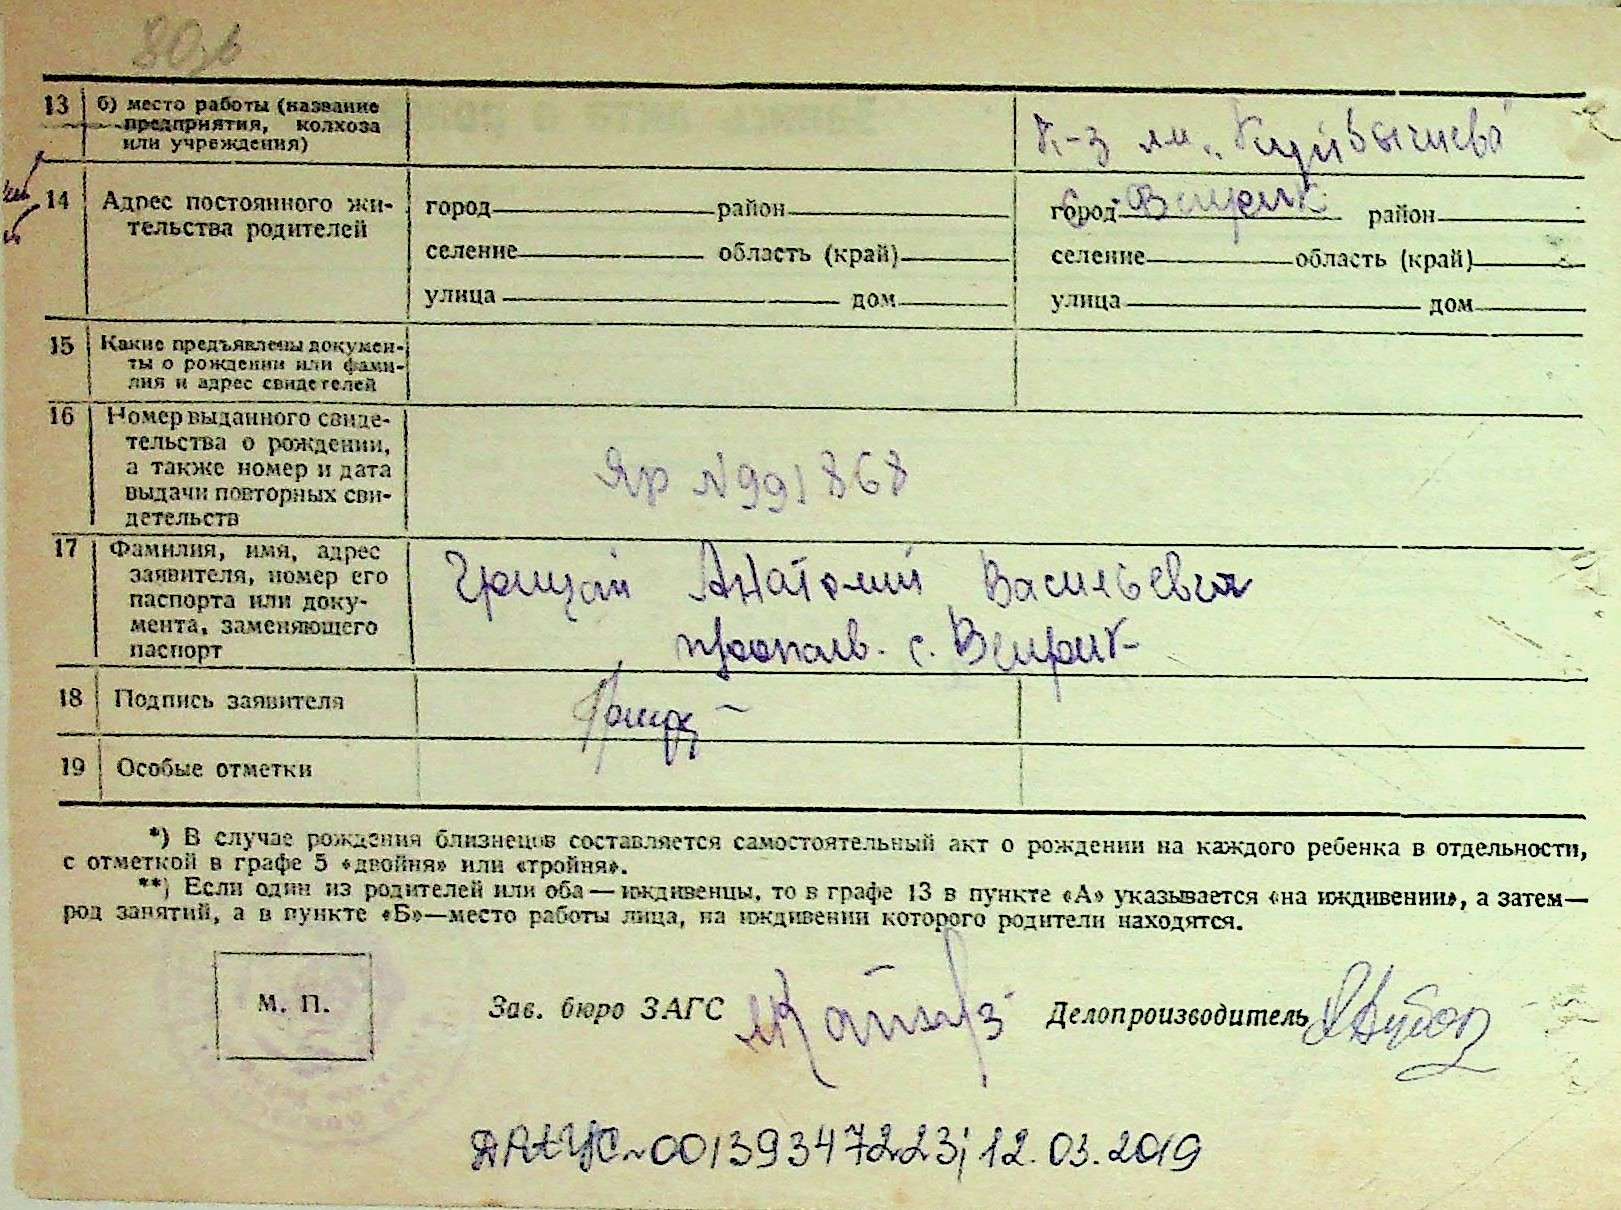 80 зв
13 б) место работы (название предприятия, колхоза или учреждения)
К-з им. „Куйбышева"
14 Адрес постоянного жительства родителей
город район
селение область (край)
улица дом
с. Веприк
город район
селение область (край)
улица дом
15 Какие предъявлены документы о рождении или фамилия и адрес свидетелей
16 Номер выданного свидетельства о рождении, а также номер и дата выдачи повторных свидетельств
ЯР N 991868
17 Фамилия, имя, адрес заявителя, номер его паспорта или документа, заменяющего паспорт
Грицай Анатолий Васильевич
прожив. с. Веприк
18 Подпись заявителя
19 Особые отметки
*) В случае рождения близнецов составляется самостоятельный акт о рождении на каждого ребенка в отдельности,
с отметкой в графе 5 «двойня» или «тройня».
**) Если один из родителей или оба — иждивенцы, то в графе 13 в пункте «А» указывается «на иждивении», а затем—
род занятий, а в пункте «Б»—место работы лица, на иждивении которого родители находятся.
М. П.
Зав. бюро ЗАГС
Делопроизводитель
ДРАЦС~00139347223; 12.03.2019